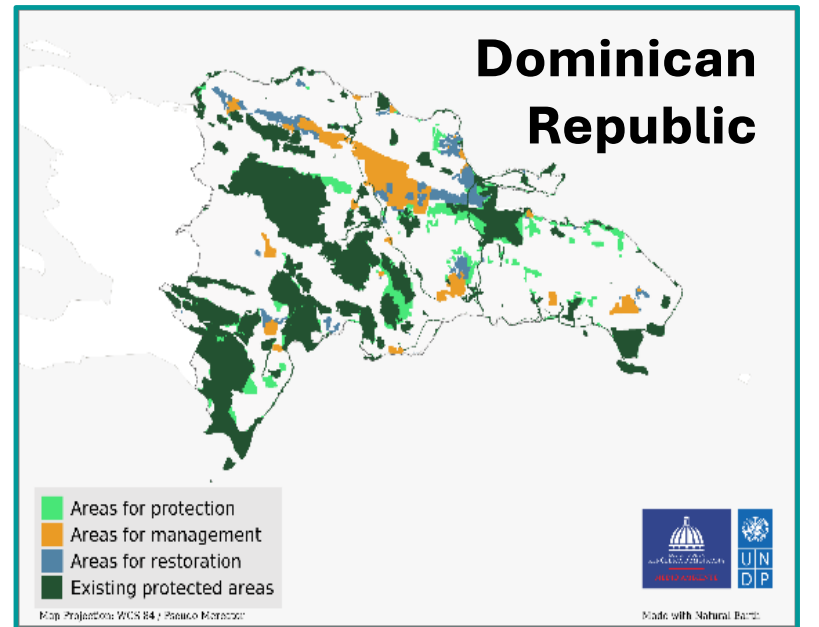 Dominican
Republic
Areas for protection
Areas for management
Areas for restoration
Existing protected areas
Map Projection: WGS 84 / Pseudo Mercator
Made with Natural Earth
U N
D P